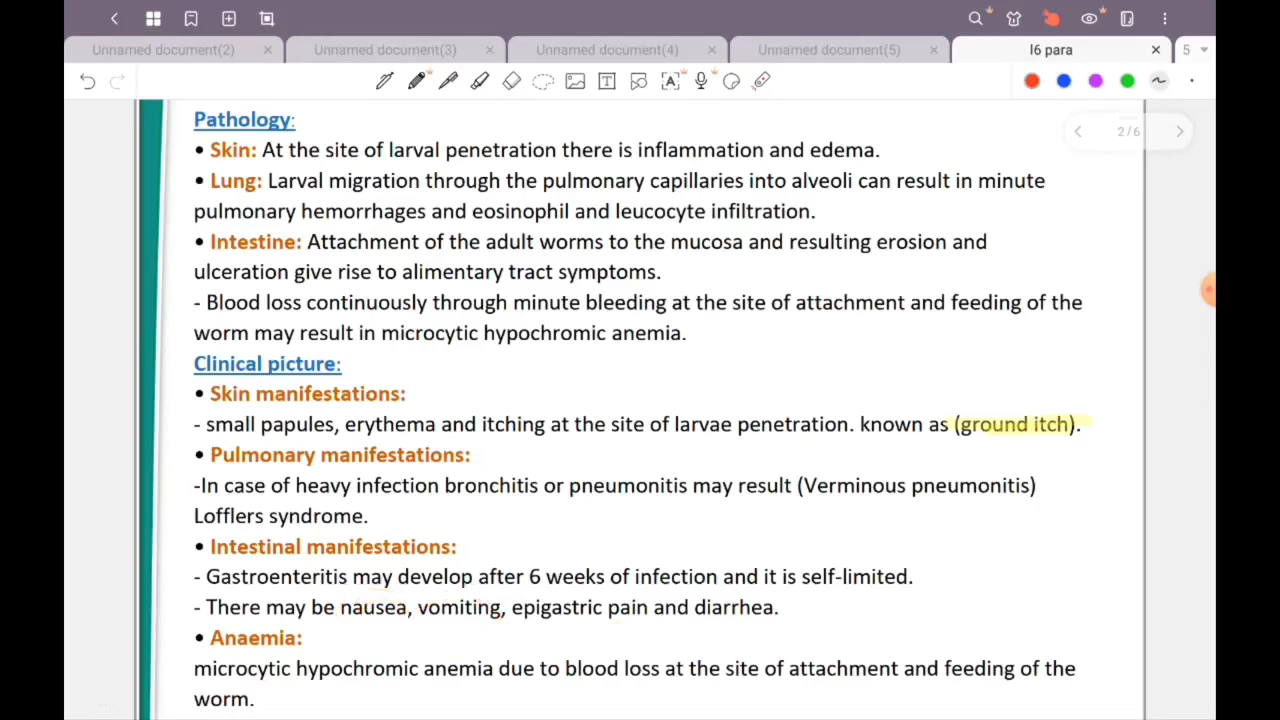 Unnamed document(2)
Unnamed document(3)
Unnamed document(4)
Unnamed document(5)
l6 para
5
2/6
Pathology:
• Skin: At the site of larval penetration there is inflammation and edema.
• Lung: Larval migration through the pulmonary capillaries into alveoli can result in minute
pulmonary hemorrhages and eosinophil and leucocyte infiltration.
• Intestine: Attachment of the adult worms to the mucosa and resulting erosion and
ulceration give rise to alimentary tract symptoms.
- Blood loss continuously through minute bleeding at the site of attachment and feeding of the
worm may result in microcytic hypochromic anemia.
Clinical picture:
• Skin manifestations:
- small papules, erythema and itching at the site of larvae penetration. known as (ground itch).
• Pulmonary manifestations:
-In case of heavy infection bronchitis or pneumonitis may result (Verminous pneumonitis)
Lofflers syndrome.
• Intestinal manifestations:
- Gastroenteritis may develop after 6 weeks of infection and it is self-limited.
- There may be nausea, vomiting, epigastric pain and diarrhea.
• Anaemia:
microcytic hypochromic anemia due to blood loss at the site of attachment and feeding of the
worm.